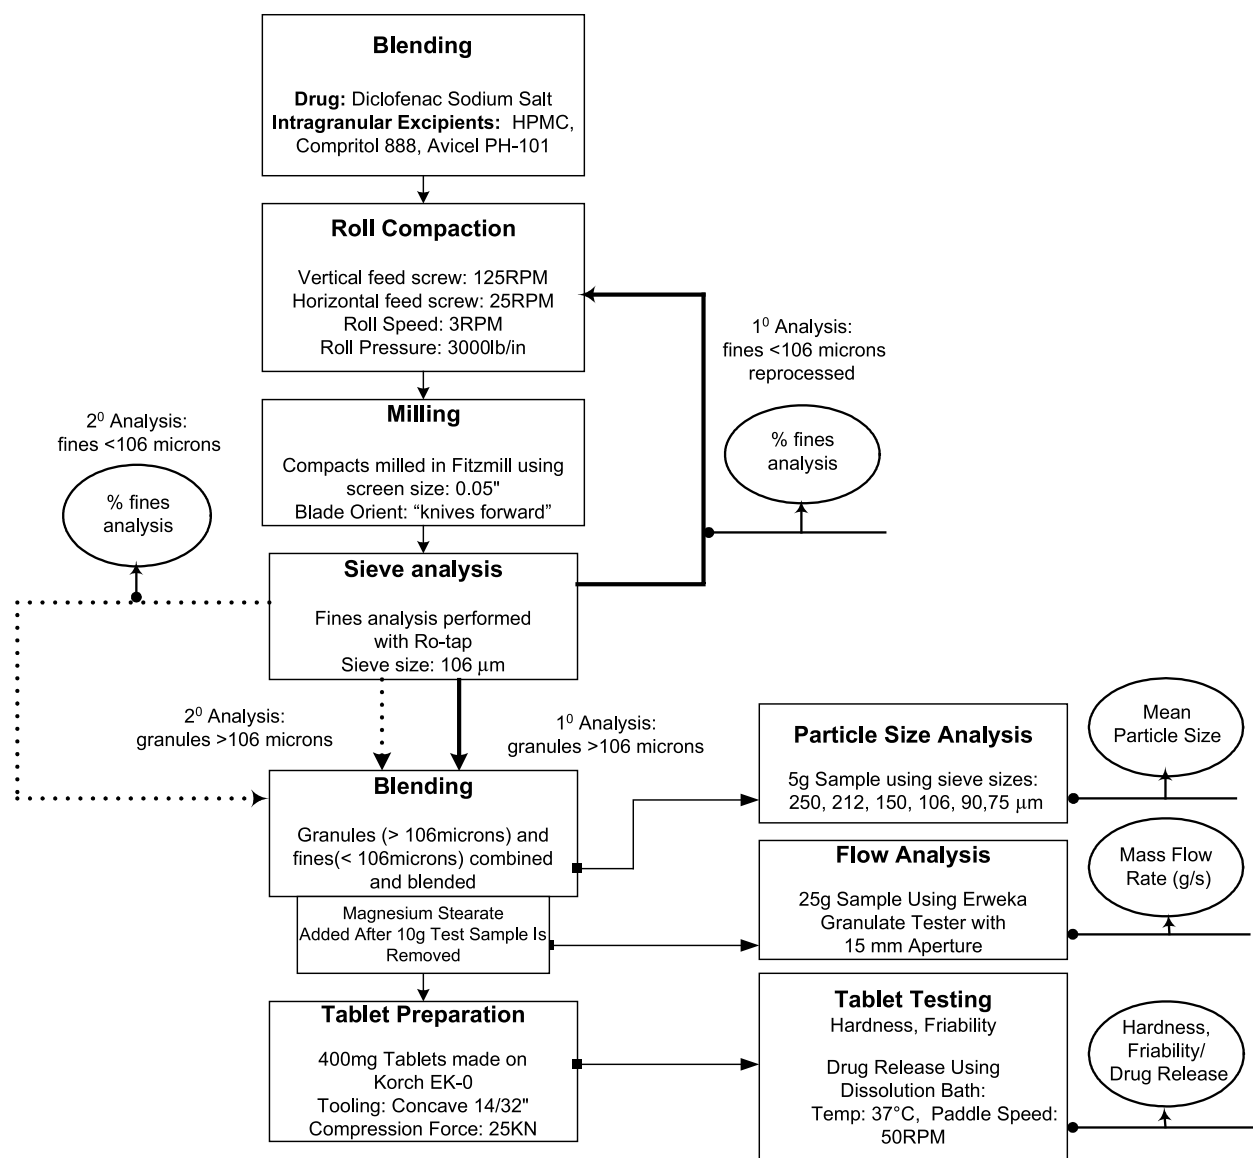 Blending
Drug: Diclofenac Sodium Salt
Intragranular Excipients: HPMC,
Compritol 888, Avicel PH-101
Roll Compaction
Vertical feed screw: 125RPM
Horizontal feed screw: 25RPM
Roll Speed: 3RPM
Roll Pressure: 3000lb/in
1⁰ Analysis:
fines <106 microns
reprocessed
% fines
analysis
Milling
Compacts milled in Fitzmill using
screen size: 0.05"
Blade Orient: “knives forward”
2⁰ Analysis:
fines <106 microns
% fines
analysis
Sieve analysis
Fines analysis performed
with Ro-tap
Sieve size: 106 μm
2⁰ Analysis:
granules >106 microns
1⁰ Analysis:
granules >106 microns
Blending
Granules (> 106microns) and
fines(< 106microns) combined
and blended
Magnesium Stearate
Added After 10g Test Sample Is
Removed
Particle Size Analysis
5g Sample using sieve sizes:
250, 212, 150, 106, 90,75 μm
Mean
Particle Size
Flow Analysis
25g Sample Using Erweka
Granulate Tester with
15 mm Aperture
Mass Flow
Rate (g/s)
Tablet Preparation
400mg Tablets made on
Korch EK-0
Tooling: Concave 14/32"
Compression Force: 25KN
Tablet Testing
Hardness, Friability
Drug Release Using
Dissolution Bath:
Temp: 37°C, Paddle Speed:
50RPM
Hardness,
Friability/
Drug Release